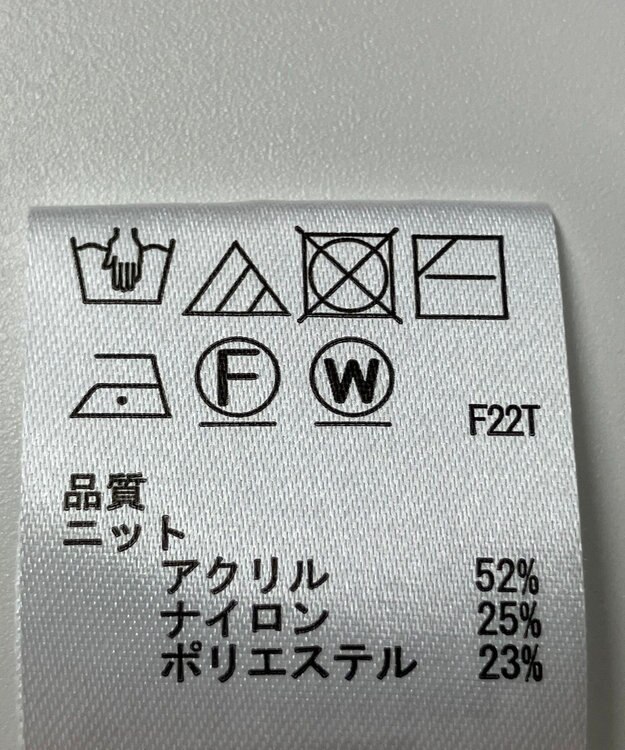 F W F22T
品質
ニット
アクリル 52%
ナイロン 25%
ポリエステル 23%